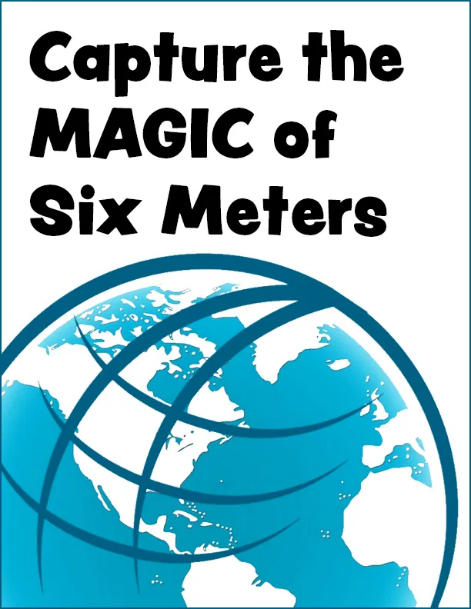 Capture the
MAGIC of
Six Meters